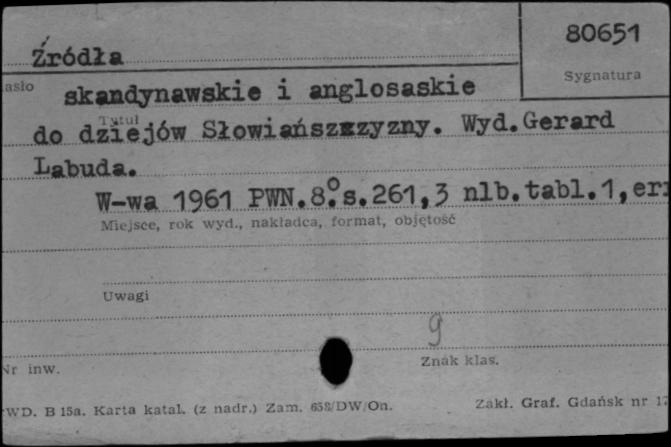 80651
Źródła
Sygnatura
skandynawskie i anglosaskie
Tytuł
do dziejów Słowiańszxzyzny. Wyd.Gerard
Labuda.
W-wa 1961 PWN.8.°s.261,3 nlb.tabl.1,
Miejsce, rok wyd., nakładca, format, objętość
Uwagi
9
Nr inw.
Znak klas.
WD. B 15a. Karta katal. (z nadr.) Zam. 658/DW/On.
Zakł. Graf. Gdańsk nr